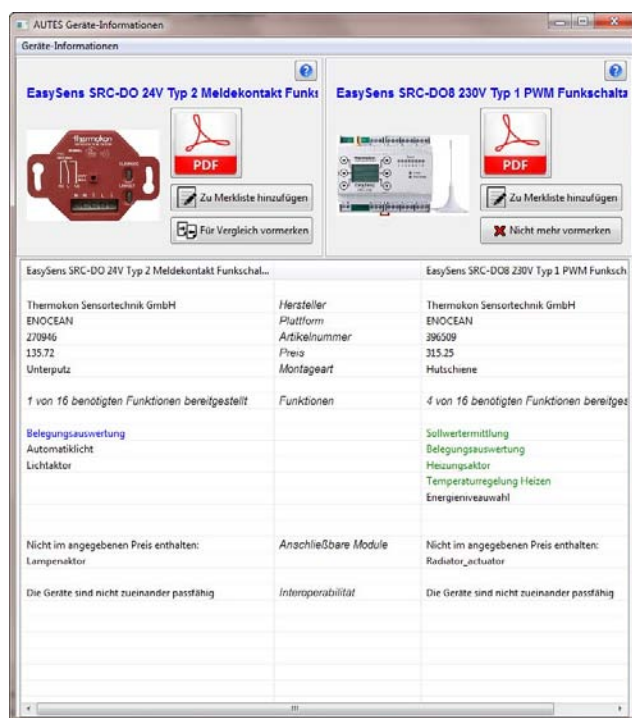 AUTES Geräte-Informationen
Geräte-Informationen
EasySens SRC-DO 24V Typ 2 Meldekontakt Funks
PDF
Zu Merkliste hinzufügen
Für Vergleich vormerken
EasySens SRC-DO8 230V Typ 1 PWM Funkschalta
PDF
Zu Merkliste hinzufügen
Nicht mehr vormerken
EasySens SRC-DO 24V Typ 2 Meldekontakt Funkschal... EasySens SRC-DO8 230V Typ 1 PWM Funksch
Thermokon Sensortechnik GmbH Hersteller Thermokon Sensortechnik GmbH
ENOCEAN Plattform ENOCEAN
270946 Artikelnummer 396509
135.72 Preis 315.25
Unterputz Montageart Hutschiene
1 von 16 benötigten Funktionen bereitgestellt Funktionen 4 von 16 benötigten Funktionen bereitges
Sollwertermittlung
Belegungsauswertung Belegungsauswertung
Automatiklicht Heizungsaktor
Lichtaktor Temperaturregelung Heizen
Energieniveauwahl
Nicht im angegebenen Preis enthalten: Anschließbare Module Nicht im angegebenen Preis enthalten:
Lampenaktor Radiator_actuator
Die Geräte sind nicht zueinander passfähig Interoperabilität Die Geräte sind nicht zueinander passfähig